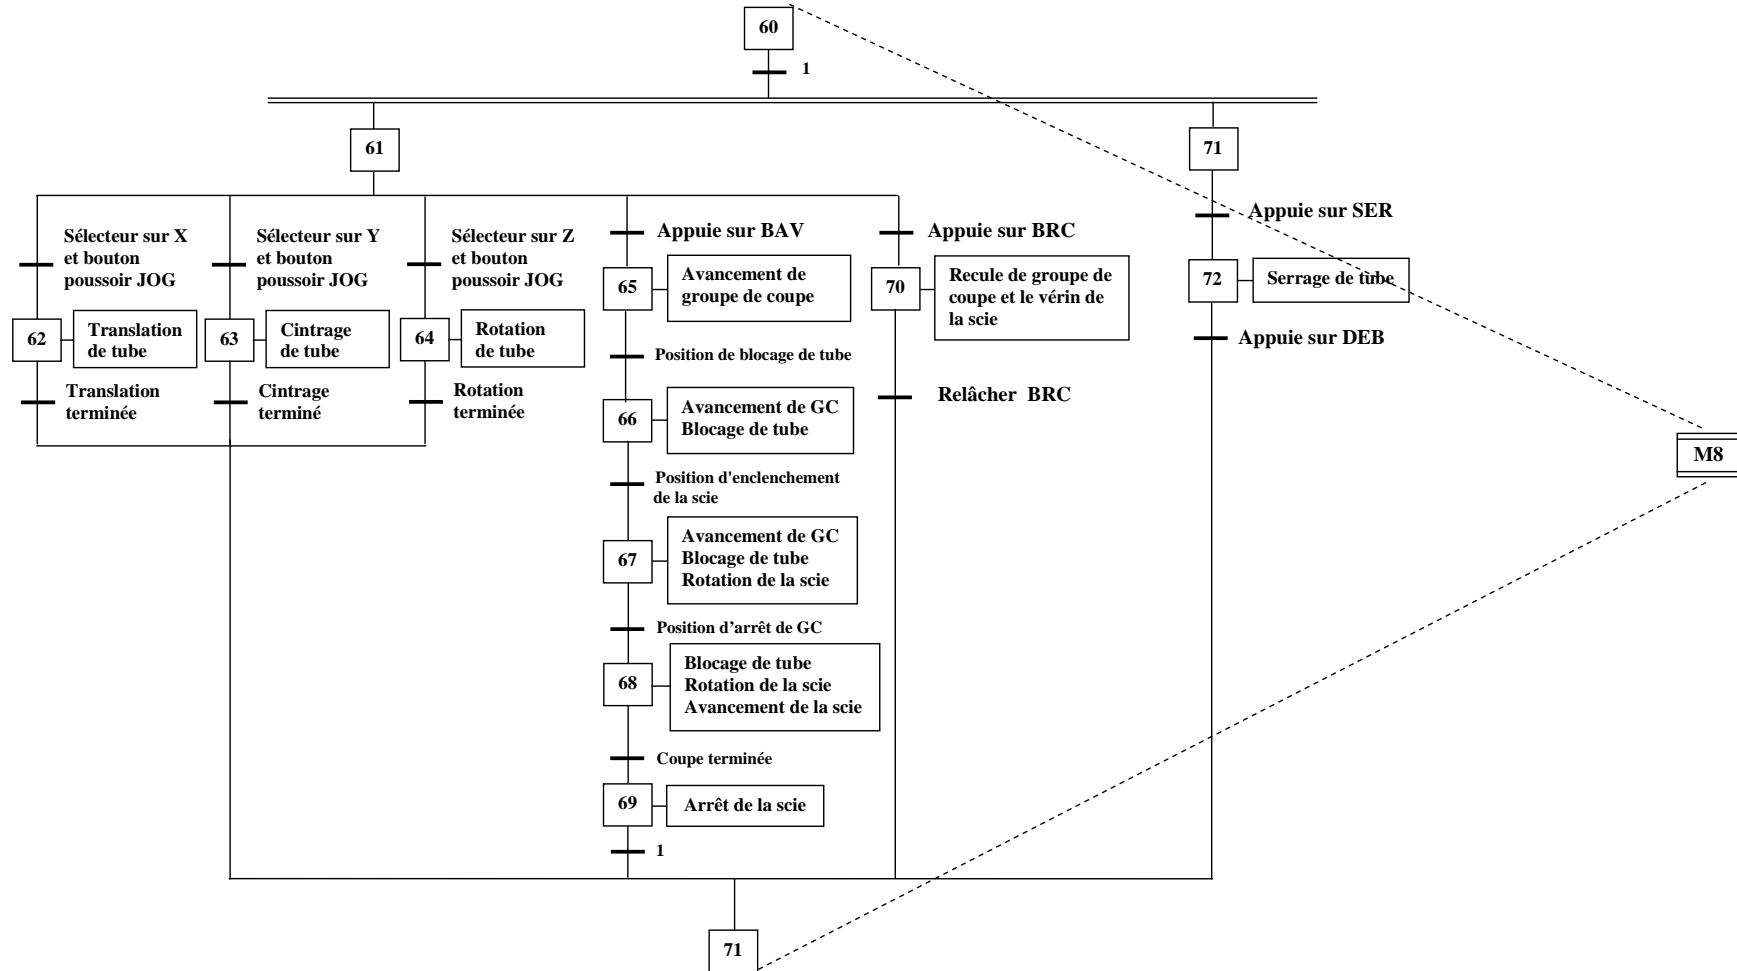 60
1
61
71
Sélecteur sur X
et bouton
poussoir JOG
Sélecteur sur Y
et bouton
poussoir JOG
Sélecteur sur Z
et bouton
poussoir JOG
Appuie sur BAV
Appuie sur BRC
Appuie sur SER
62
Translation
de tube
63
Cintrage
de tube
64
Rotation
de tube
65
Avancement de
groupe de coupe
70
Recule de groupe de
coupe et le vérin de
la scie
72
Serrage de tube
Appuie sur DEB
Translation
terminée
Cintrage
terminé
Rotation
terminée
Position de blocage de tube
Relâcher BRC
66
Avancement de GC
Blocage de tube
M8
Position d'enclenchement
de la scie
67
Avancement de GC
Blocage de tube
Rotation de la scie
Position d’arrêt de GC
68
Blocage de tube
Rotation de la scie
Avancement de la scie
Coupe terminée
69
Arrêt de la scie
1
71